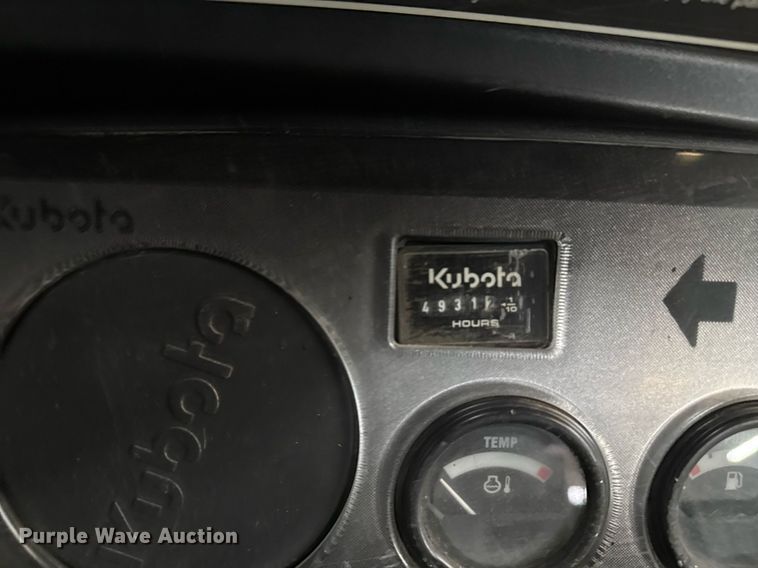 Kubota
Kubota
4931
1/10
HOURS
Kubota
TEMP
Purple Wave Auction